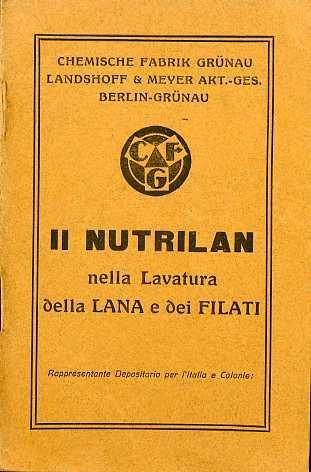 CHEMISCHE FABRIK GRÜNAU
LANDSHOFF & MEYER AKT.-GES.
BERLIN-GRÜNAU
C F G
Il NUTRILAN
nella Lavatura
della LANA e dei FILATI
Rappresentante Depositario per l'Italia e Colonie: